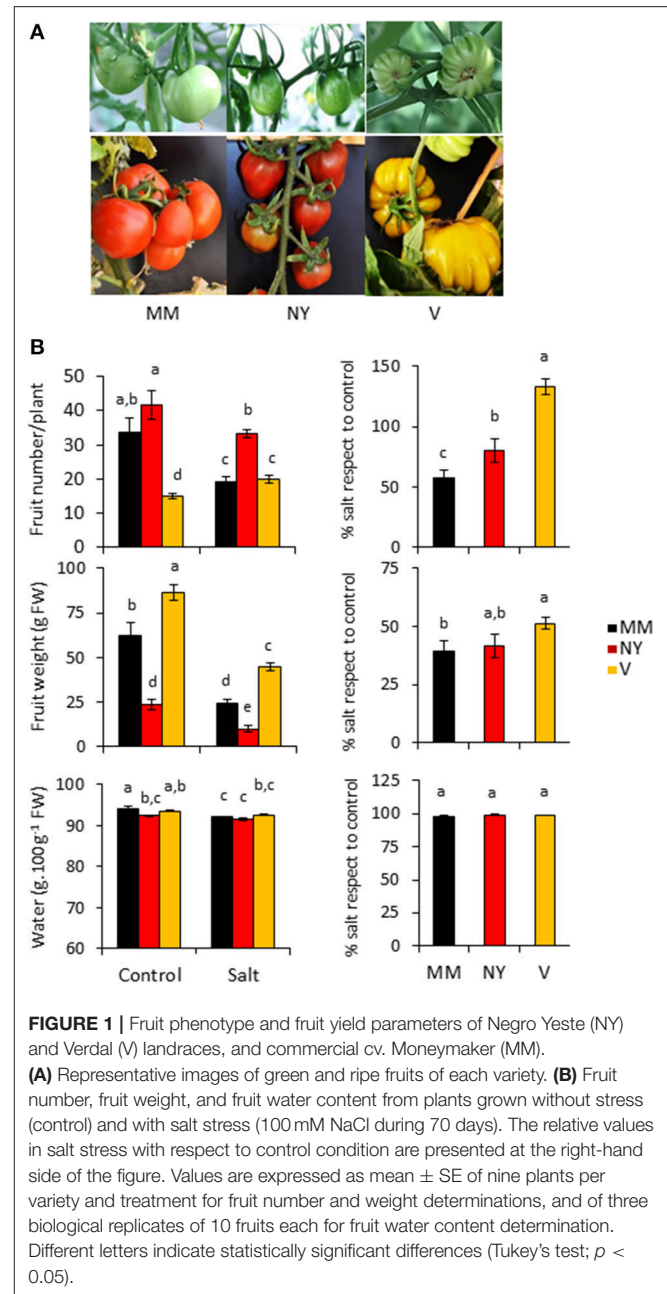 A
MM NY V
B
Fruit number/plant
50
40
30
20
10
0
a,b
a
d
c
b
c
% salt respect to control
150
100
50
0
c
b
a
Fruit weight (g FW)
100
75
50
25
0
b
d
a
d
e
c
% salt respect to control
75
50
25
0
b
a,b
a
MM
NY
V
Water (g.100g⁻¹ FW)
100
90
80
70
60
a
b,c
a,b
c
c
b,c
Control Salt
% salt respect to control
125
100
75
50
25
0
a
a
a
MM NY V
FIGURE 1 | Fruit phenotype and fruit yield parameters of Negro Yeste (NY)
and Verdal (V) landraces, and commercial cv. Moneymaker (MM).
(A) Representative images of green and ripe fruits of each variety. (B) Fruit
number, fruit weight, and fruit water content from plants grown without stress
(control) and with salt stress (100 mM NaCl during 70 days). The relative values
in salt stress with respect to control condition are presented at the right-hand
side of the figure. Values are expressed as mean ± SE of nine plants per
variety and treatment for fruit number and weight determinations, and of three
biological replicates of 10 fruits each for fruit water content determination.
Different letters indicate statistically significant differences (Tukey's test; p <
0.05).